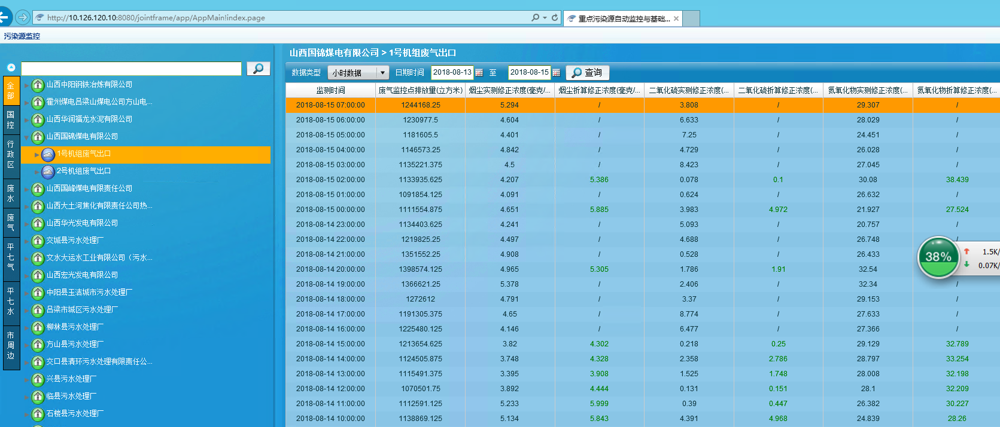 http://10.126.120.10:8080/jointframe/app/AppMain!index.page
重点污染源自动监控与基础...
污染源监控
山西国锦煤电有限公司 > 1号机组废气出口
数据类型 小时数据 日期时间 2018-08-13 至 2018-08-15 查询
全部
国控
行政区
废水
废气
平七气
平七水
市周边
山西中阳钢铁冶炼有限公司
霍州煤电吕梁山煤电公司方山电...
山西华润福龙水泥有限公司
山西国锦煤电有限公司
1号机组废气出口
2号机组废气出口
山西国峰煤电有限责任公司
山西大土河焦化有限责任公司热...
山西华光发电有限公司
交城县污水处理厂
文水大运水工业有限公司（污水...
山西宏光发电有限公司
中阳县玉洁城市污水处理厂
吕梁市城区污水处理厂
柳林县污水处理厂
方山县污水处理厂
交口县清环污水处理有限责任公...
兴县污水处理厂
临县污水处理厂
石楼县污水处理厂
监测时间 废气监控点排放量(立方米) 烟尘实测修正浓度(毫克/... 烟尘折算修正浓度(毫克/... 二氧化硫实测修正浓度(... 二氧化硫折算修正浓度(... 氮氧化物实测修正浓度(... 氮氧化物折算修正浓度(...
2018-08-15 07:00:00 1244168.25 5.294 / 3.808 / 29.307 /
2018-08-15 06:00:00 1230977.5 4.604 / 6.633 / 28.029 /
2018-08-15 05:00:00 1181605.5 4.401 / 7.25 / 24.451 /
2018-08-15 04:00:00 1146573.25 4.842 / 4.729 / 26.028 /
2018-08-15 03:00:00 1135221.375 4.5 / 8.423 / 27.045 /
2018-08-15 02:00:00 1133935.625 4.207 5.386 0.078 0.1 30.08 38.439
2018-08-15 01:00:00 1091854.125 4.091 / 0.624 / 26.632 /
2018-08-15 00:00:00 1111554.875 4.651 5.885 3.983 4.972 21.927 27.524
2018-08-14 23:00:00 1134403.625 4.241 / 5.093 / 20.757 /
2018-08-14 22:00:00 1219825.25 4.497 / 4.688 / 26.748 /
2018-08-14 21:00:00 1351552.25 4.908 / 0.528 / 26.433
2018-08-14 20:00:00 1398574.125 4.965 5.305 1.786 1.91 32.54
2018-08-14 19:00:00 1366621.25 5.378 / 2.406 / 32.34 /
2018-08-14 18:00:00 1272612 4.791 / 3.37 / 29.153 /
2018-08-14 17:00:00 1191305.375 4.65 / 8.774 / 27.633 /
2018-08-14 16:00:00 1225480.125 4.146 / 6.477 / 27.366 /
2018-08-14 15:00:00 1213654.625 3.82 4.302 0.218 0.25 29.129 32.789
2018-08-14 14:00:00 1124505.875 3.748 4.328 2.358 2.786 28.797 33.254
2018-08-14 13:00:00 1115491.375 3.395 3.908 1.525 1.748 28.008 32.198
2018-08-14 12:00:00 1070501.75 3.892 4.444 0.131 0.151 28.1 32.209
2018-08-14 11:00:00 1112591.125 5.233 5.999 0.39 0.447 26.382 30.227
2018-08-14 10:00:00 1138869.125 5.134 5.843 4.391 4.968 24.839 28.26
38%
1.5K/
0.07K/